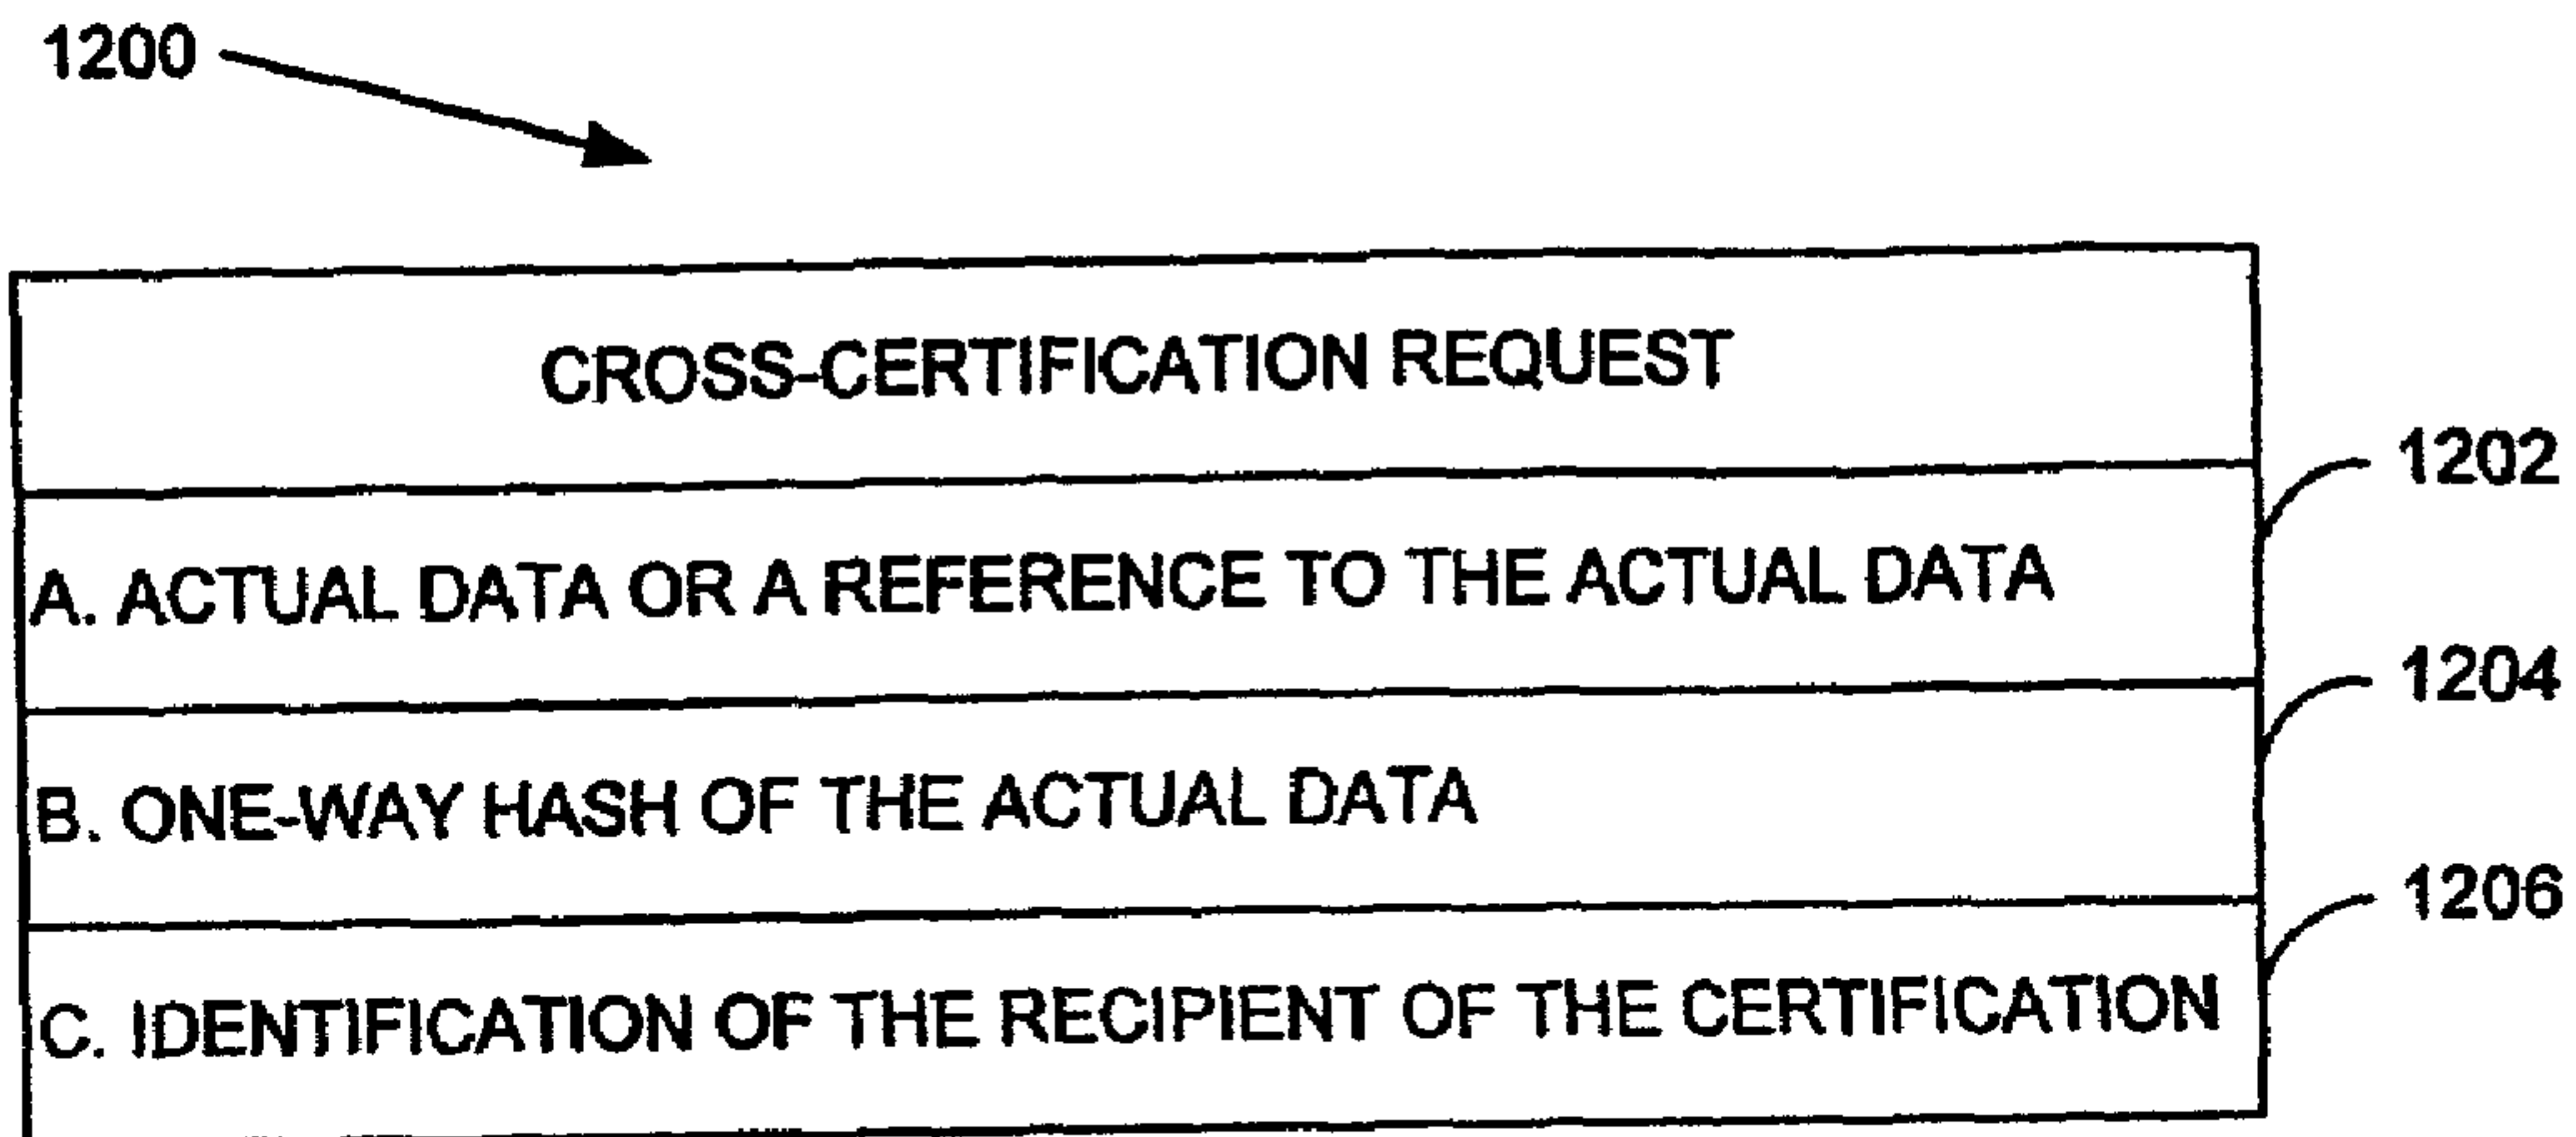 1200
CROSS-CERTIFICATION REQUEST
1202
A. ACTUAL DATA OR A REFERENCE TO THE ACTUAL DATA
1204
B. ONE-WAY HASH OF THE ACTUAL DATA
1206
C. IDENTIFICATION OF THE RECIPIENT OF THE CERTIFICATION